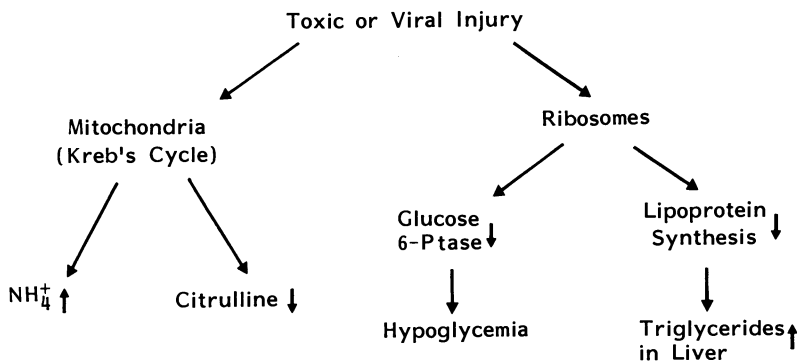 Toxic or Viral Injury
Mitochondria
(Kreb's Cycle)
Ribosomes
Glucose
6-Ptase ↓
Lipoprotein
Synthesis ↓
NH₄⁺ ↑
Citrulline ↓
Hypoglycemia
Triglycerides ↑
in Liver